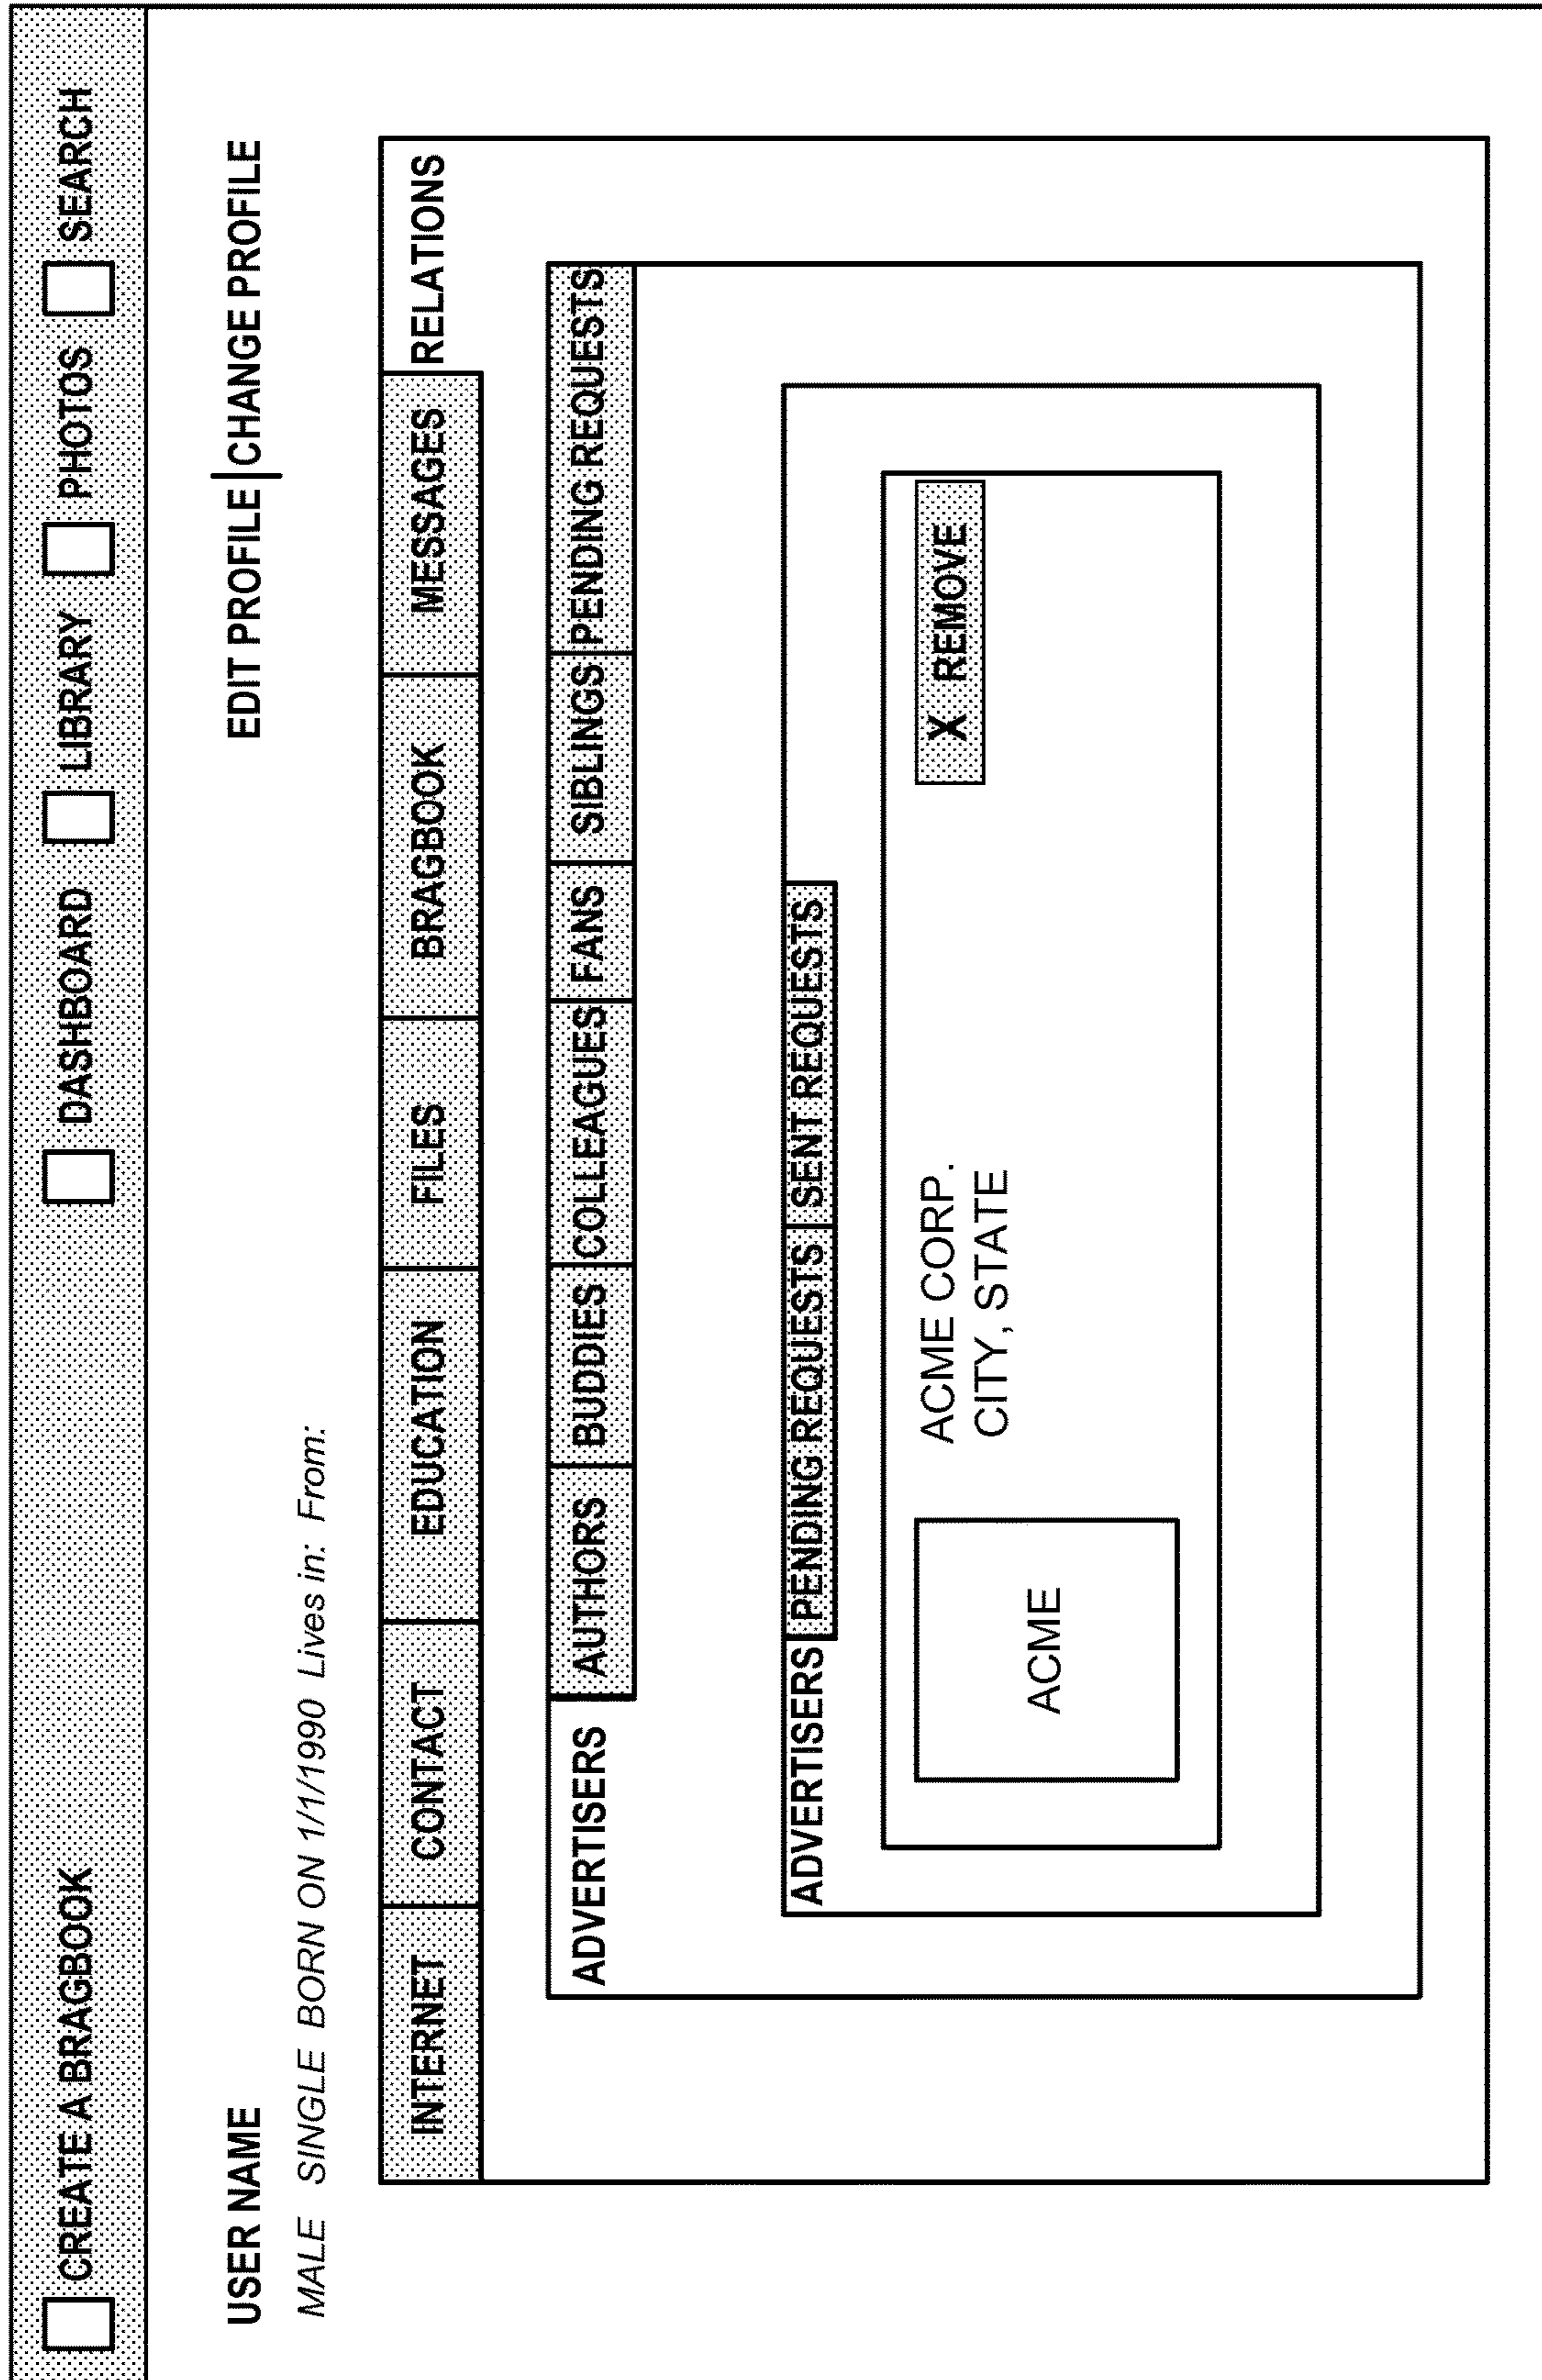 CREATE A BRAGBOOK DASHBOARD LIBRARY PHOTOS SEARCH
USER NAME EDIT PROFILE | CHANGE PROFILE
MALE SINGLE BORN ON 1/1/1990 Lives in: From:
INTERNET CONTACT EDUCATION FILES BRAGBOOK MESSAGES RELATIONS
ADVERTISERS AUTHORS BUDDIES COLLEAGUES FANS SIBLINGS PENDING REQUESTS
ADVERTISERS PENDING REQUESTS SENT REQUESTS
ACME CORP. X REMOVE
CITY, STATE
ACME